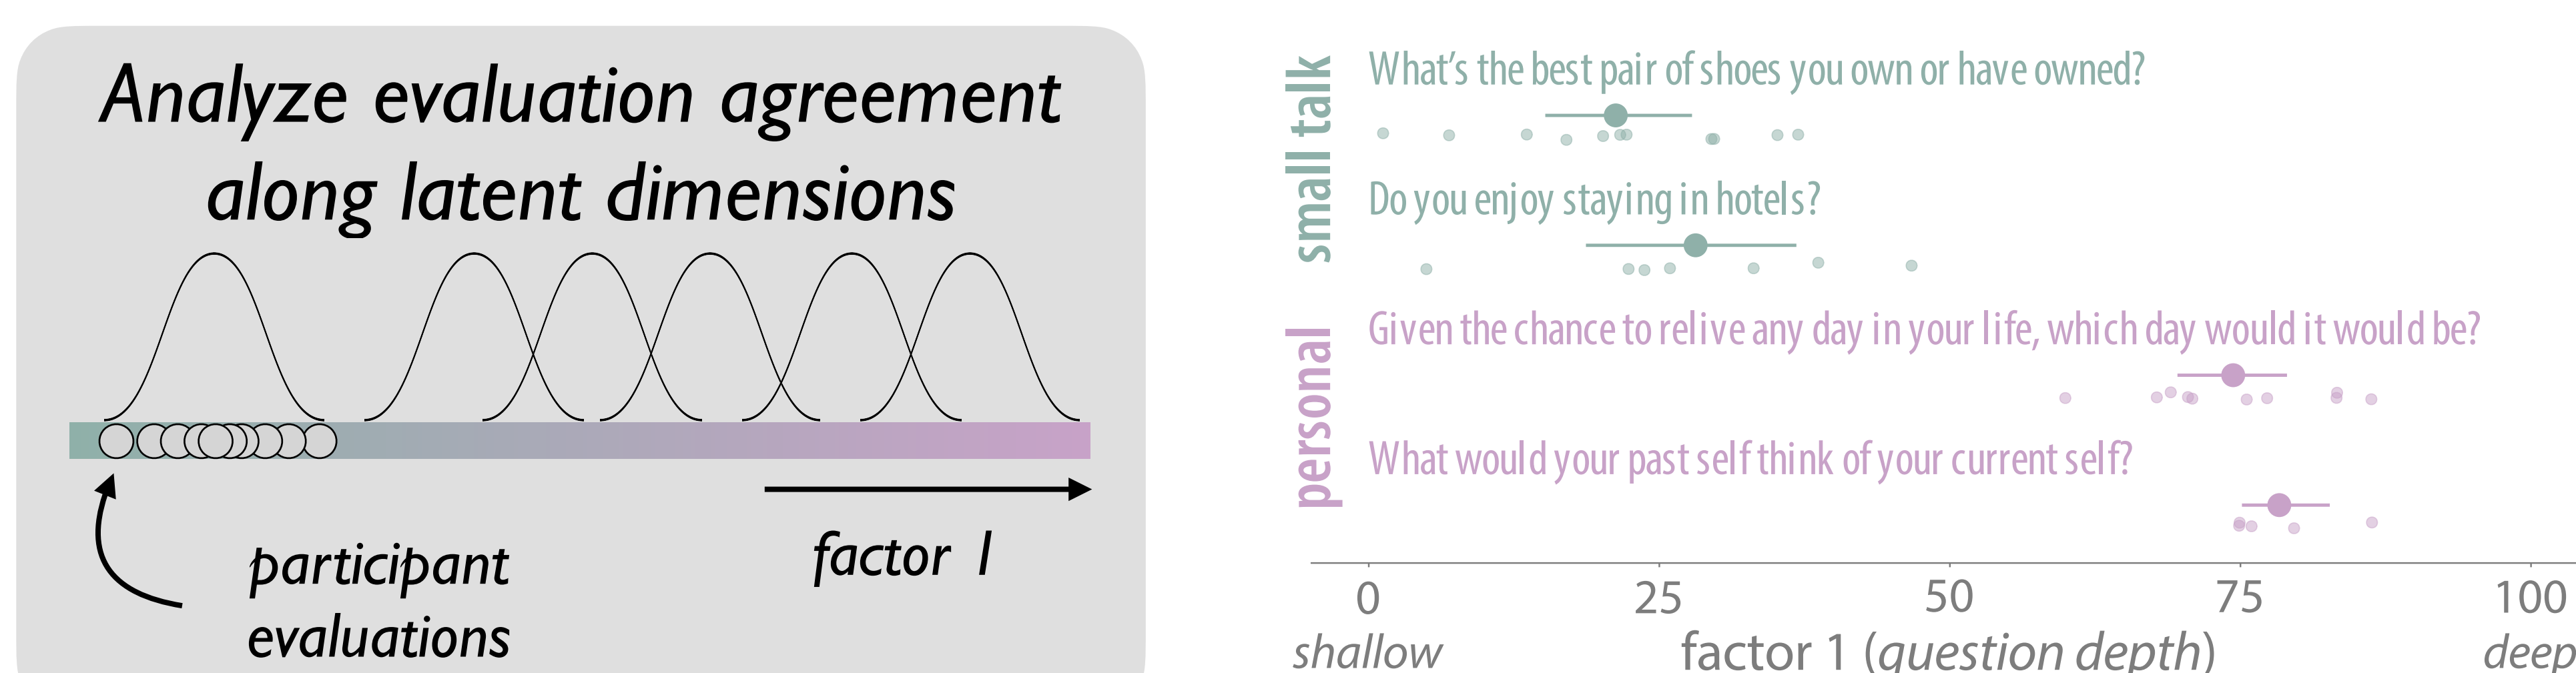 Analyze evaluation agreement
along latent dimensions
participant
evaluations
factor 1
small talk
What's the best pair of shoes you own or have owned?
Do you enjoy staying in hotels?
personal
Given the chance to relive any day in your life, which day would it would be?
What would your past self think of your current self?
0 25 50 75 100
shallow factor 1 (question depth) deep